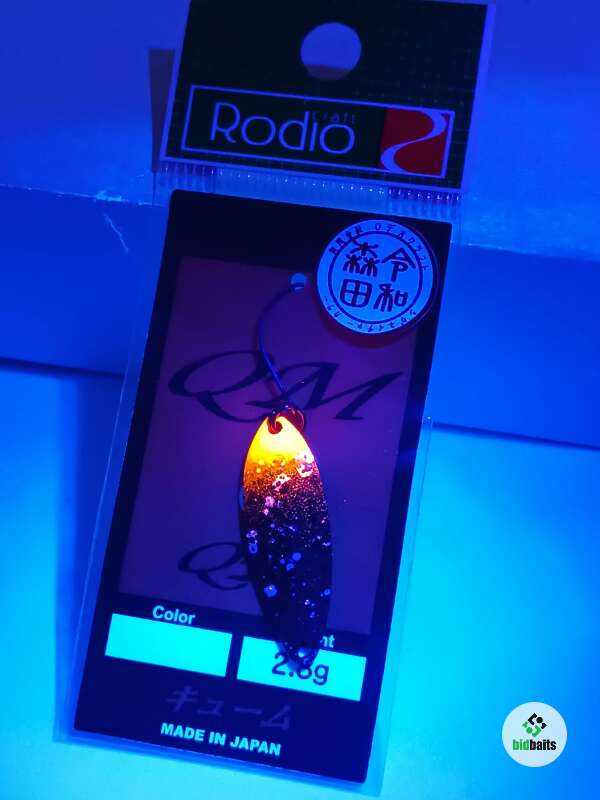 Rodio
craft
令和
森田
QM
Color
2.8g
キューム
MADE IN JAPAN
bidbaits